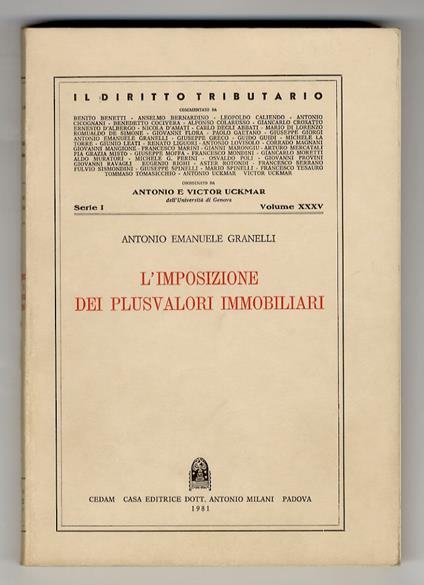 IL DIRITTO TRIBUTARIO
COMMENTATO DA
BENITO BENETTI - ANSELMO BERNARDINO - LEOPOLDO CALIENDO - ANTONIO
CICOGNANI - BENEDETTO COCIVERA - ALFONSO COLARUSSO - GIANCARLO CROXATTO
ERNESTO D'ALBERGO - NICOLA D'AMATI - CARLO DEGLI ABBATI - MARIO DI LORENZO
ROMUALDO DE SIMONE - GIOVANNI FLORA - PAOLO GAETANO - GIUSEPPE GIORGI
ANTONIO EMANUELE GRANELLI - GIUSEPPE GRECO - GUIDO GUIDI - MICHELE LA
TORRE - GIUNIO LEATI - RENATO LIGUORI - ANTONIO LOVISOLO - CORRADO MAGNANI
GIOVANNI MANGIONE - FRANCESCO MARINI - GIANNI MARONGIU - ARTURO MERCATALI
PIA GRAZIA MISTO - GIUSEPPE MOFFA - FRANCESCO MONDINI - GIANCARLO MORETTI
ALDO MURATORI - MICHELE G. PERINI - OSVALDO POLI - GIOVANNI PROVINI
GIOVANNI RAVAGLI - EUGENIO RIGHI - ASTER ROTONDI - FRANCESCO SERRANO
FULVIO SISMONDINI - GIUSEPPE SPINELLI - MARIO SPINELLI - FRANCESCO TESAURO
TOMMASO TOMASICCHIO - ANTONIO UCKMAR - VICTOR UCKMAR
COORDINATO DA
ANTONIO E VICTOR UCKMAR
dell'Università di Genova
Serie I Volume XXXV
ANTONIO EMANUELE GRANELLI
L'IMPOSIZIONE
DEI PLUSVALORI IMMOBILIARI
CEDAM CASA EDITRICE DOTT. ANTONIO MILANI PADOVA
1981